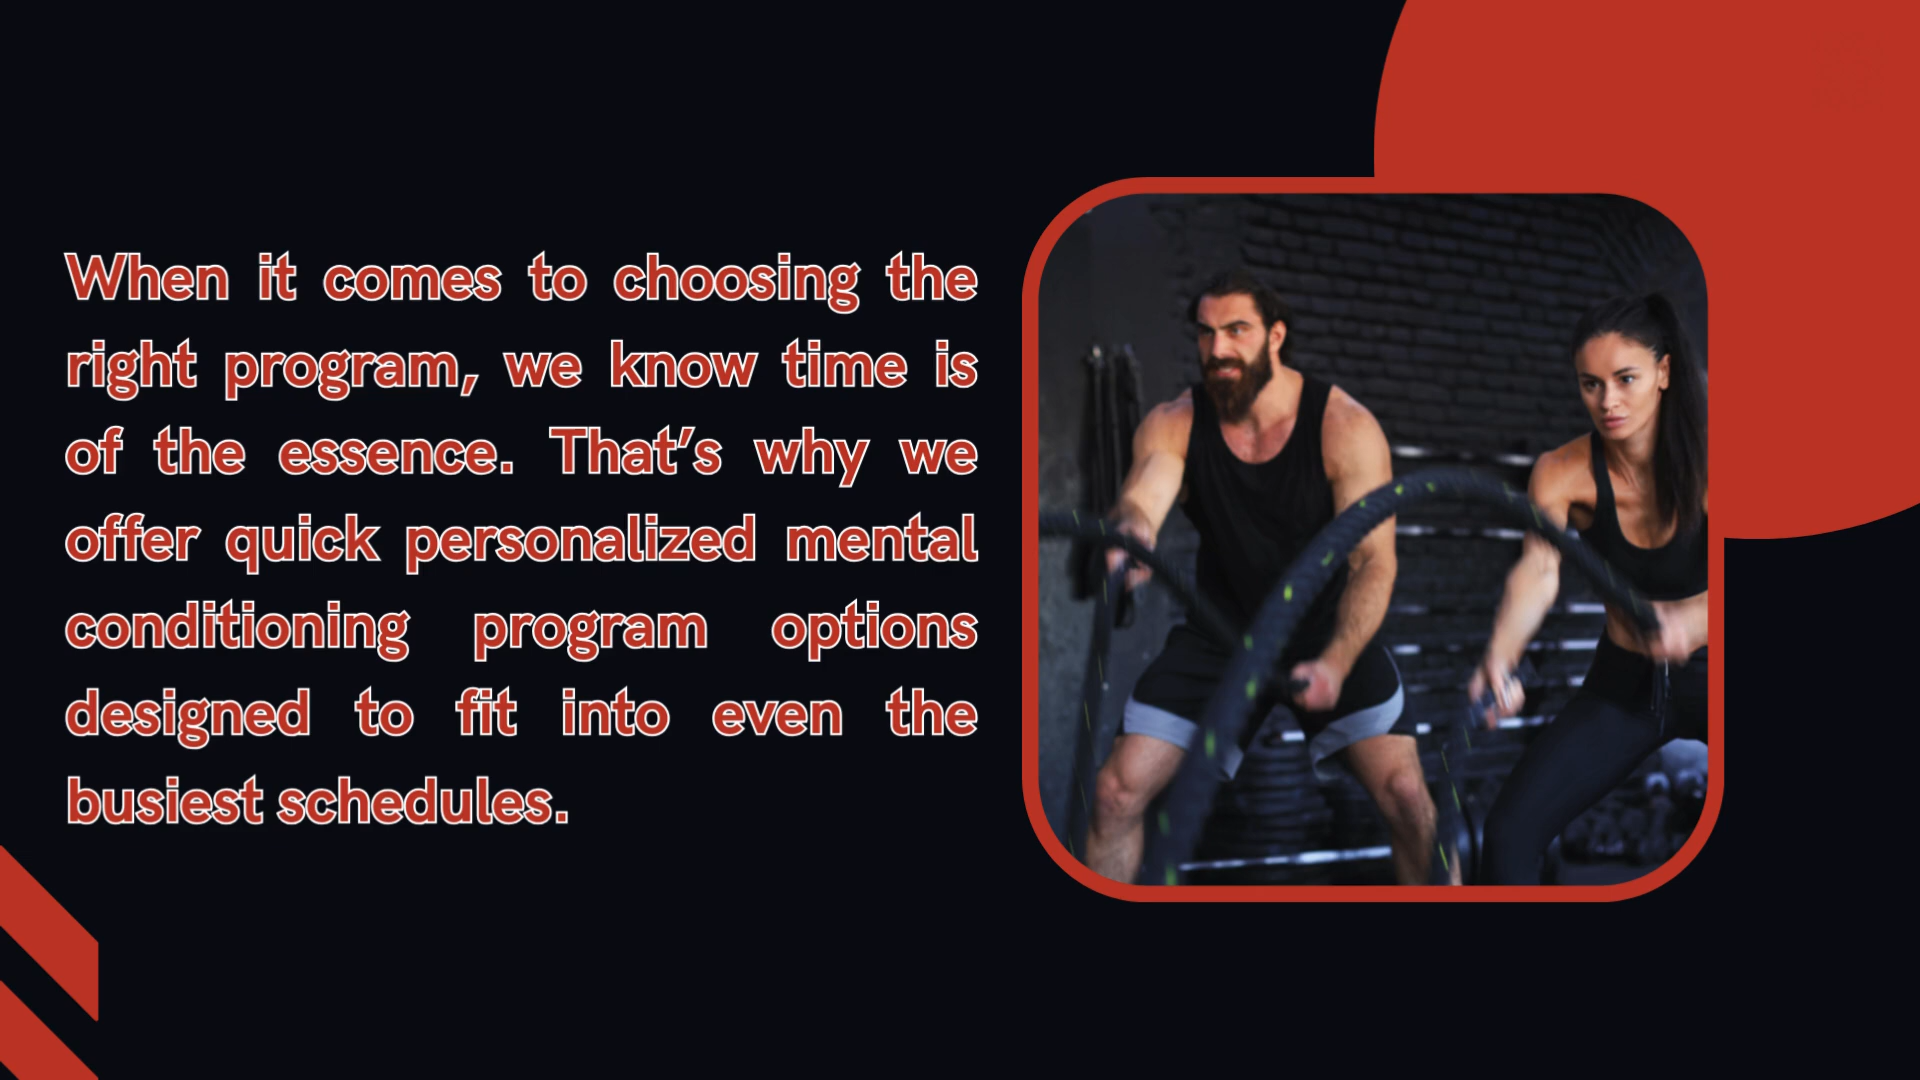 When it comes to choosing the
right program, we know time is
of the essence. That’s why we
offer quick personalized mental
conditioning program options
designed to fit into even the
busiest schedules.